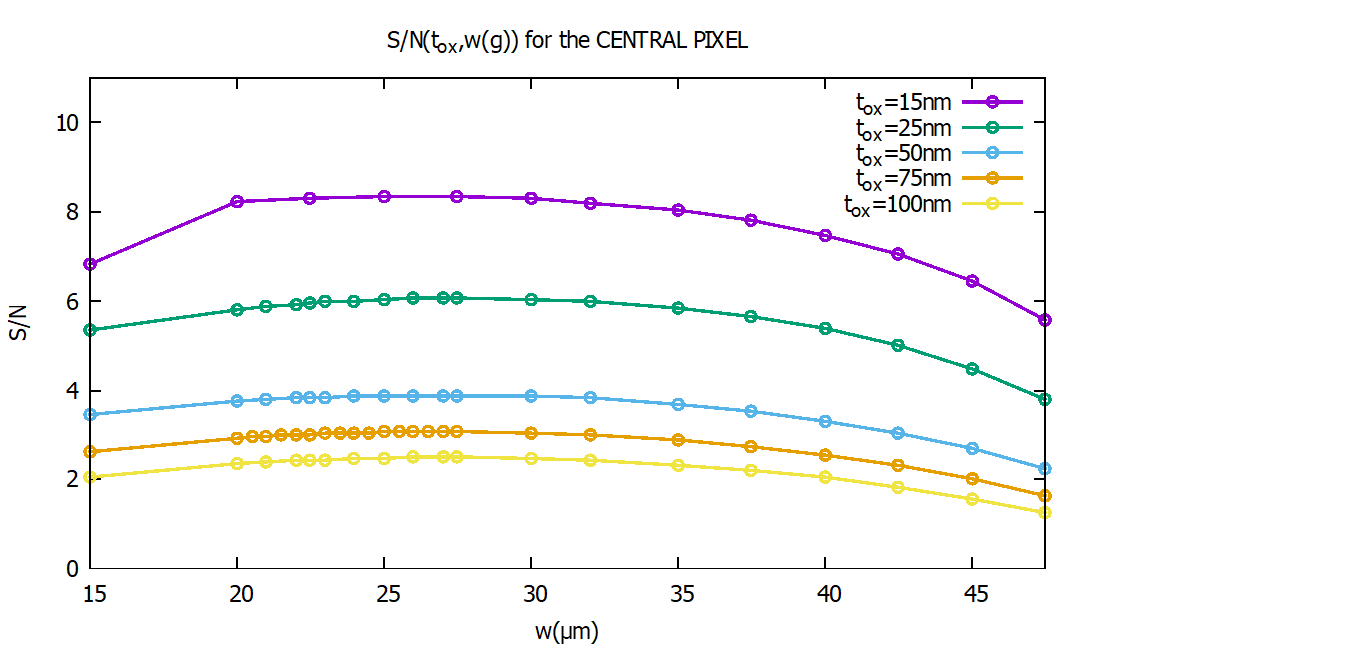 S/N(tox,w(g)) for the CENTRAL PIXEL
tox=15nm
tox=25nm
tox=50nm
tox=75nm
tox=100nm
10
8
6
4
2
0
S/N
15 20 25 30 35 40 45
w(μm)